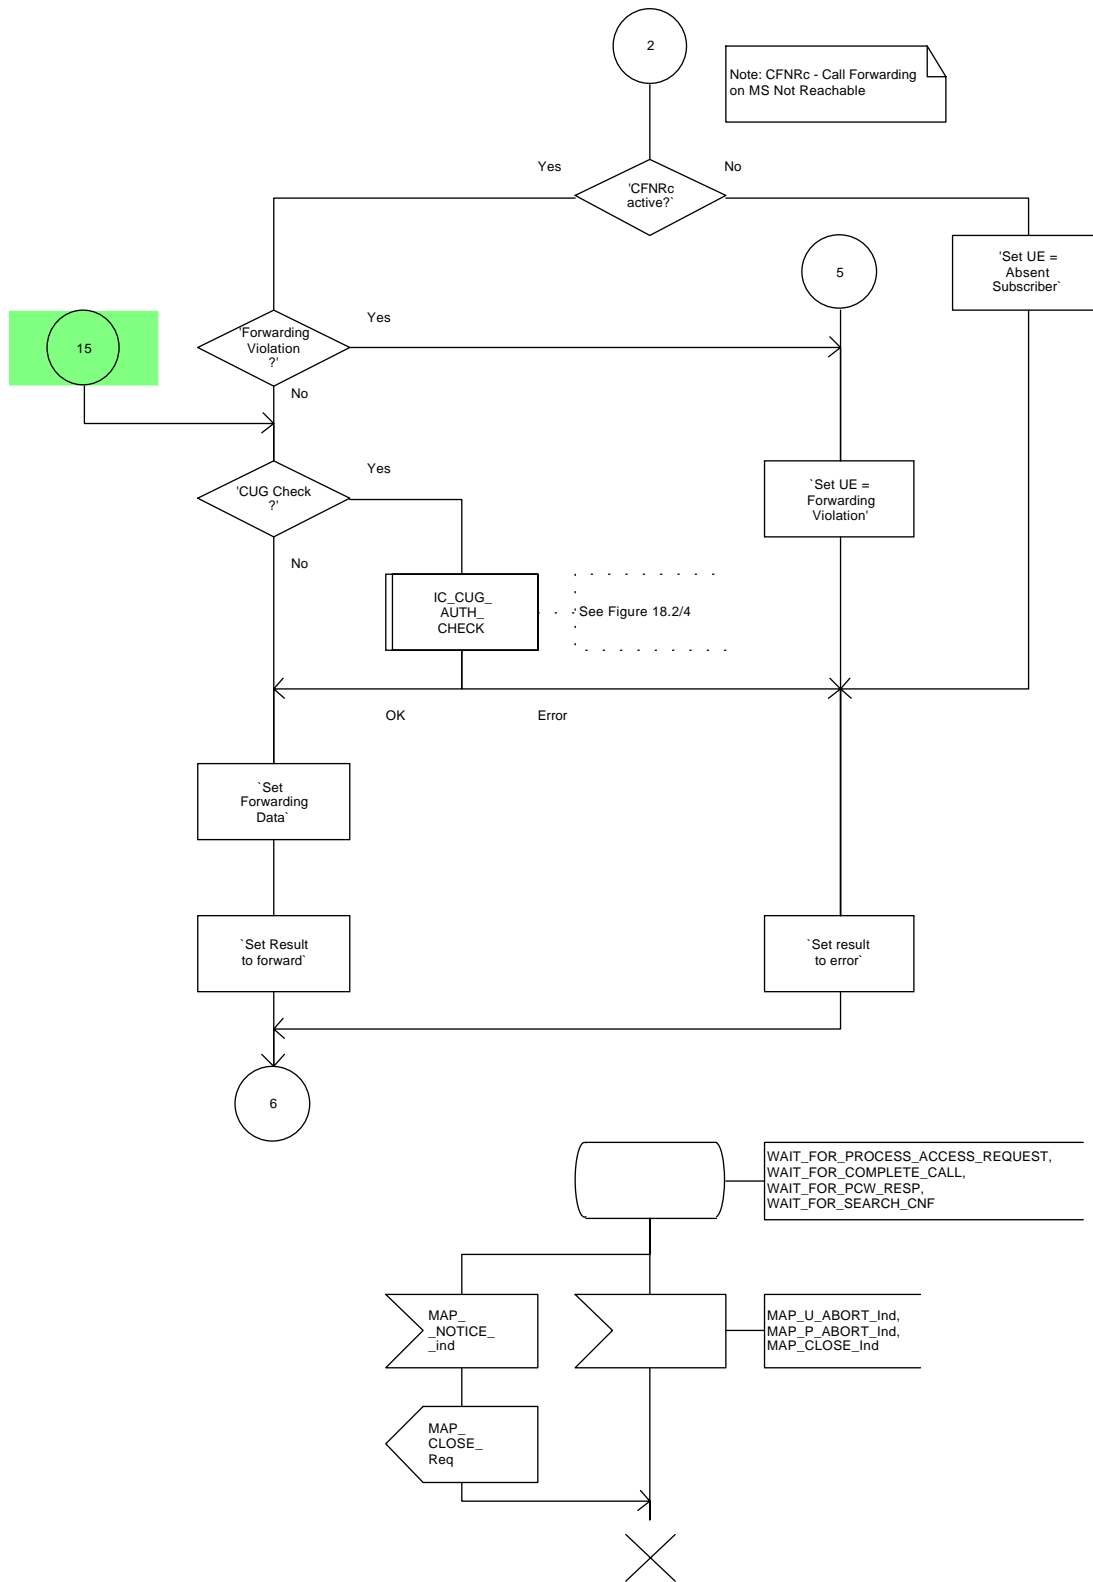 2
Note: CFNRc - Call Forwarding
on MS Not Reachable
Yes
No
'CFNRc
active?`
5
'Set UE =
Absent
Subscriber`
15
'Forwarding
Violation
?'
Yes
No
'CUG Check
?'
Yes
`Set UE =
Forwarding
Violation'
No
IC_CUG_
AUTH_
CHECK
See Figure 18.2/4
OK
Error
`Set
Forwarding
Data`
`Set Result
to forward`
`Set result
to error`
6
WAIT_FOR_PROCESS_ACCESS_REQUEST,
WAIT_FOR_COMPLETE_CALL,
WAIT_FOR_PCW_RESP,
WAIT_FOR_SEARCH_CNF
MAP_
_NOTICE_
_ind
MAP_U_ABORT_Ind,
MAP_P_ABORT_Ind,
MAP_CLOSE_Ind
MAP_
CLOSE_
Req